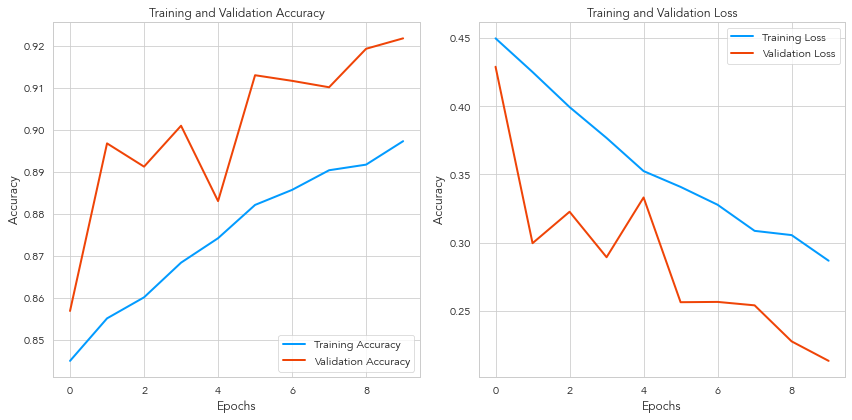 Training and Validation Accuracy
Accuracy
0.92
0.91
0.90
0.89
0.88
0.87
0.86
0.85
Training Accuracy
Validation Accuracy
0 2 4 6 8
Epochs
Training and Validation Loss
Accuracy
0.45
0.40
0.35
0.30
0.25
Training Loss
Validation Loss
0 2 4 6 8
Epochs